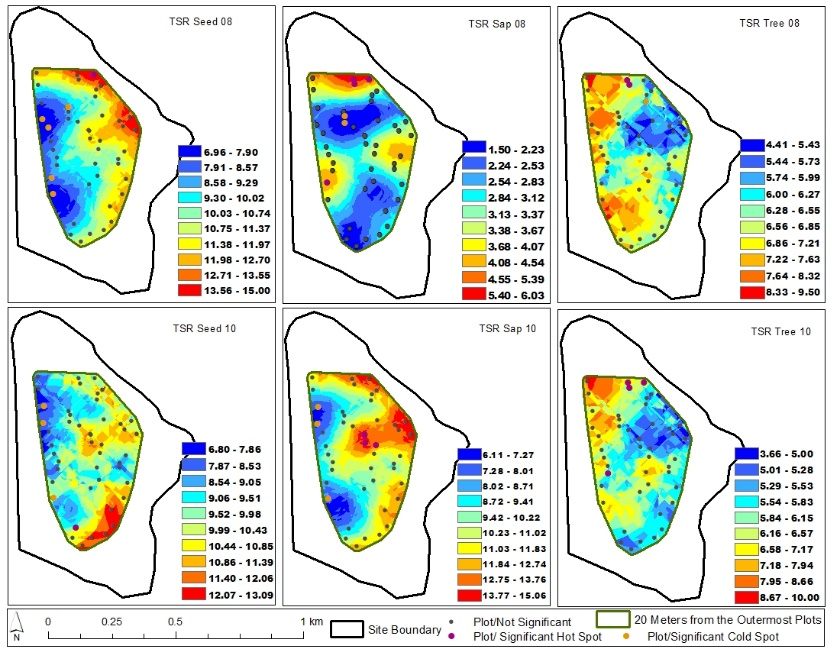 TSR Seed 08
6.96 - 7.90
7.91 - 8.57
8.58 - 9.29
9.30 - 10.02
10.03 - 10.74
10.75 - 11.37
11.38 - 11.97
11.98 - 12.70
12.71 - 13.55
13.56 - 15.00
TSR Sap 08
1.50 - 2.23
2.24 - 2.53
2.54 - 2.83
2.84 - 3.12
3.13 - 3.37
3.38 - 3.67
3.68 - 4.07
4.08 - 4.54
4.55 - 5.39
5.40 - 6.03
TSR Tree 08
4.41 - 5.43
5.44 - 5.73
5.74 - 5.99
6.00 - 6.27
6.28 - 6.55
6.56 - 6.85
6.86 - 7.21
7.22 - 7.63
7.64 - 8.32
8.33 - 9.50
TSR Seed 10
6.80 - 7.86
7.87 - 8.53
8.54 - 9.05
9.06 - 9.51
9.52 - 9.98
9.99 - 10.43
10.44 - 10.85
10.86 - 11.39
11.40 - 12.06
12.07 - 13.09
TSR Sap 10
6.11 - 7.27
7.28 - 8.01
8.02 - 8.71
8.72 - 9.41
9.42 - 10.22
10.23 - 11.02
11.03 - 11.83
11.84 - 12.74
12.75 - 13.76
13.77 - 15.06
TSR Tree 10
3.66 - 5.00
5.01 - 5.28
5.29 - 5.53
5.54 - 5.83
5.84 - 6.15
6.16 - 6.57
6.58 - 7.17
7.18 - 7.94
7.95 - 8.66
8.67 - 10.00
N
0 0.25 0.5 1 km
Site Boundary
Plot/Not Significant
Plot/ Significant Hot Spot
20 Meters from the Outermost Plots
Plot/Significant Cold Spot